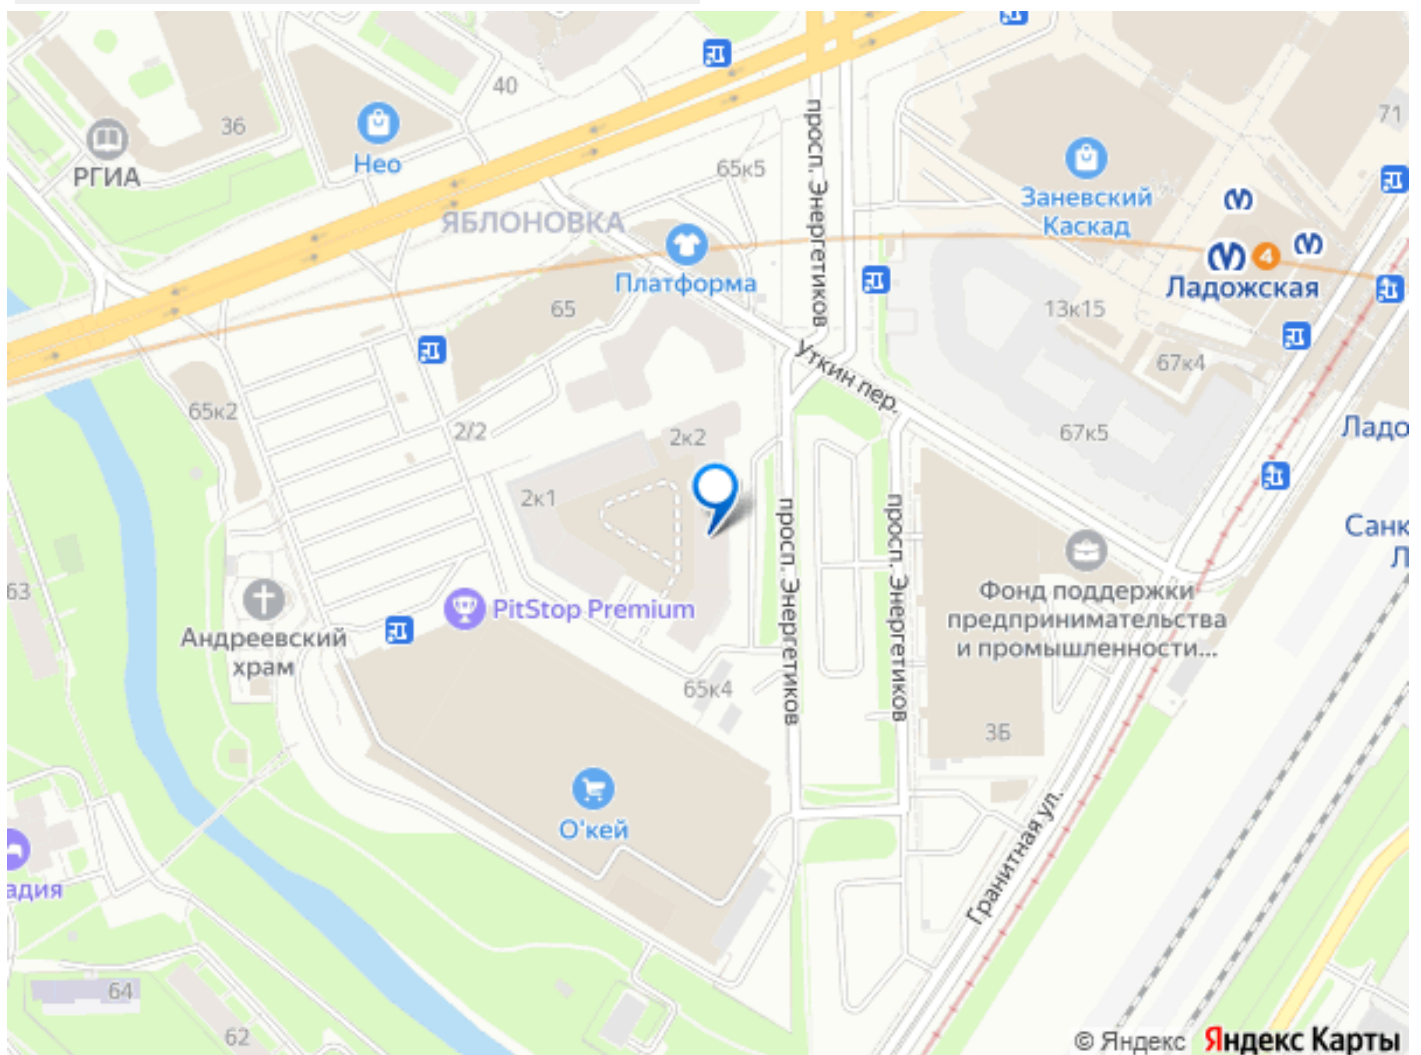 40
36
РГИА
Нео
71
65к5
просп. Энергетиков
Заневский
Каскад
ЯБЛОНОВКА
Платформа
4
Ладожская
65
13к15
Уткин пер.
67к4
65к2
2/2
2к2
67к5
Ладо
2к1
просп. Энергетиков
просп. Энергетиков
Санк
Л
63
PitStop Premium
Фонд поддержки
предпринимательства
и промышленности...
Андреевский
храм
65к4
3Б
О'кей
Гранитная ул.
адия
64
62
© Яндекс Яндекс Карты